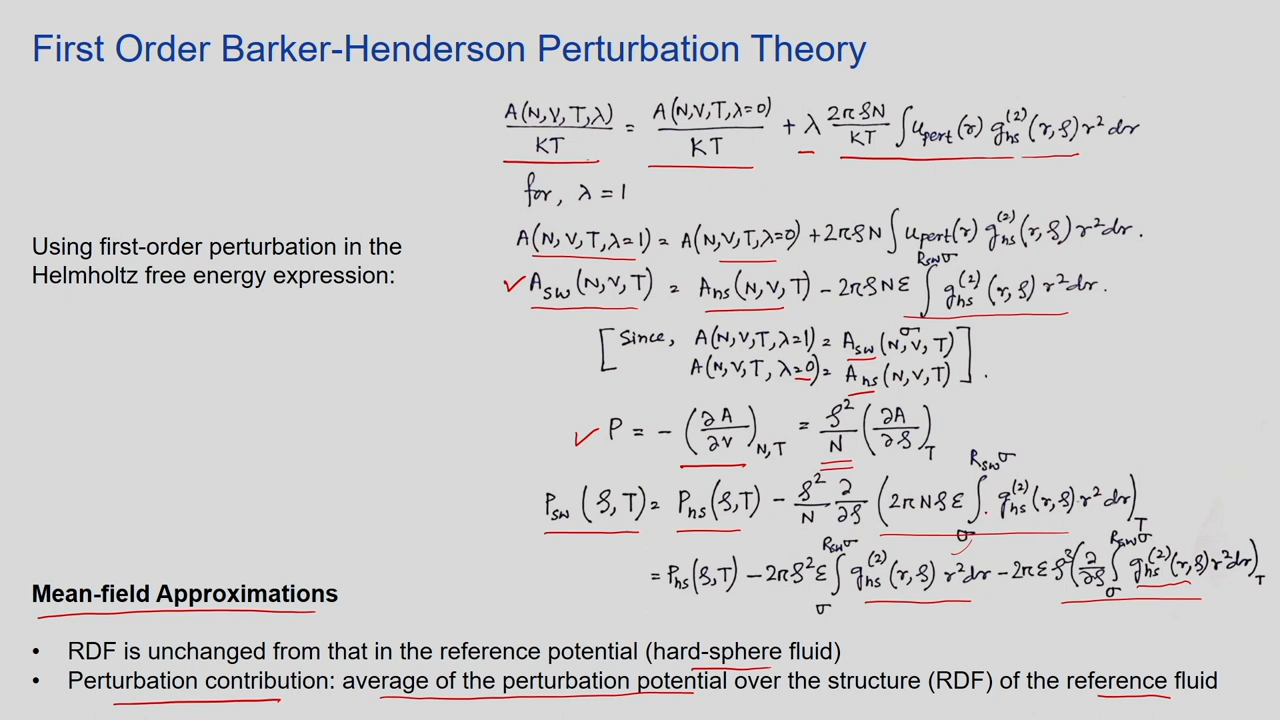 First Order Barker-Henderson Perturbation Theory
A(N,V,T,λ)/KT = A(N,V,T,λ=0)/KT + λ 2πρN/KT ∫ u_pert(r) g_hs^(2)(r,ρ) r² dr
for, λ = 1
A(N,V,T,λ=1) = A(N,V,T,λ=0) + 2πρN ∫ u_pert(r) g_hs^(2)(r,ρ) r² dr.
Using first-order perturbation in the
Helmholtz free energy expression:
✓ A_sw(N,V,T) = A_hs(N,V,T) - 2πρNε ∫_σ^{R_sw σ} g_hs^(2)(r,ρ) r² dr.
[Since, A(N,V,T,λ=1) = A_sw(N,V,T)
A(N,V,T,λ=0) = A_hs(N,V,T)].
✓ P = -(∂A/∂V)_{N,T} = ρ²/N (∂A/∂ρ)_T
P_sw(ρ,T) = P_hs(ρ,T) - ρ²/N ∂/∂ρ (2πNρε ∫_σ^{R_sw σ} g_hs^(2)(r,ρ) r² dr)_T
= P_hs(ρ,T) - 2πρ²ε ∫_σ^{R_sw σ} g_hs^(2)(r,ρ) r² dr - 2περ³(∂/∂ρ ∫_σ^{R_sw σ} g_hs^(2)(r,ρ) r² dr)_T
Mean-field Approximations
• RDF is unchanged from that in the reference potential (hard-sphere fluid)
• Perturbation contribution: average of the perturbation potential over the structure (RDF) of the reference fluid